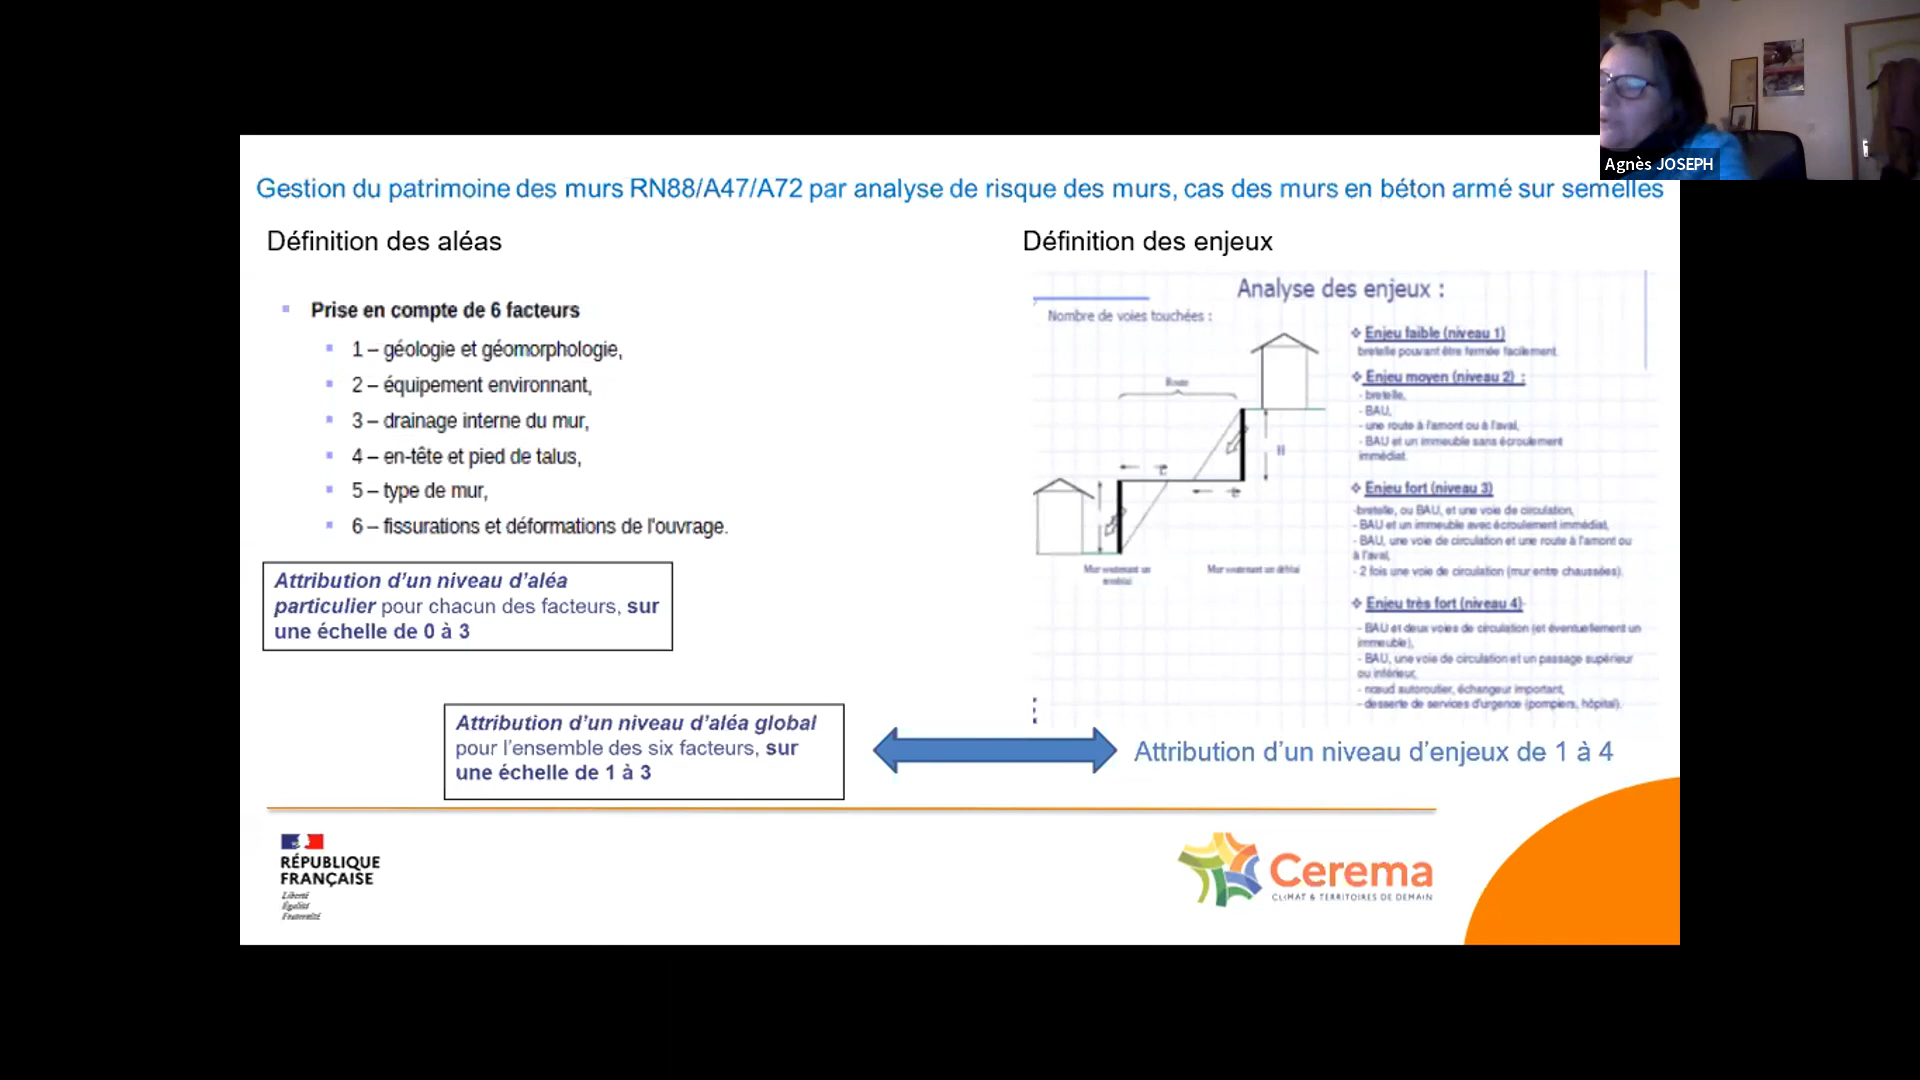 Agnès JOSEPH
Gestion du patrimoine des murs RN88/A47/A72 par analyse de risque des murs, cas des murs en béton armé sur semelles
Définition des aléas
Prise en compte de 6 facteurs
1 – géologie et géomorphologie,
2 – équipement environnant,
3 – drainage interne du mur,
4 – en-tête et pied de talus,
5 – type de mur,
6 – fissurations et déformations de l'ouvrage.
Attribution d'un niveau d'aléa
particulier pour chacun des facteurs, sur
une échelle de 0 à 3
Attribution d'un niveau d'aléa global
pour l'ensemble des six facteurs, sur
une échelle de 1 à 3
Définition des enjeux
Analyse des enjeux :
Nombre de voies touchées :
Route
H
Mur soutenant un
remblai
Mur soutenant un déblai
❖ Enjeu faible (niveau 1)
bretelle pouvant être fermée facilement.
❖ Enjeu moyen (niveau 2) :
- bretelle,
- BAU,
- une route à l'amont ou à l'aval,
- BAU et un immeuble sans écroulement
immédiat.
❖ Enjeu fort (niveau 3)
-bretelle, ou BAU, et une voie de circulation,
- BAU et un immeuble avec écroulement immédiat,
- BAU, une voie de circulation et une route à l'amont ou
à l'aval,
- 2 fois une voie de circulation (mur entre chaussées).
❖ Enjeu très fort (niveau 4)
- BAU et deux voies de circulation (et éventuellement un
immeuble),
- BAU, une voie de circulation et un passage supérieur
ou inférieur,
- nœud autoroutier, échangeur important,
- desserte de services d'urgence (pompiers, hôpital).
Attribution d'un niveau d'enjeux de 1 à 4
RÉPUBLIQUE
FRANÇAISE
Liberté
Égalité
Fraternité
Cerema
CLIMAT & TERRITOIRES DE DEMAIN